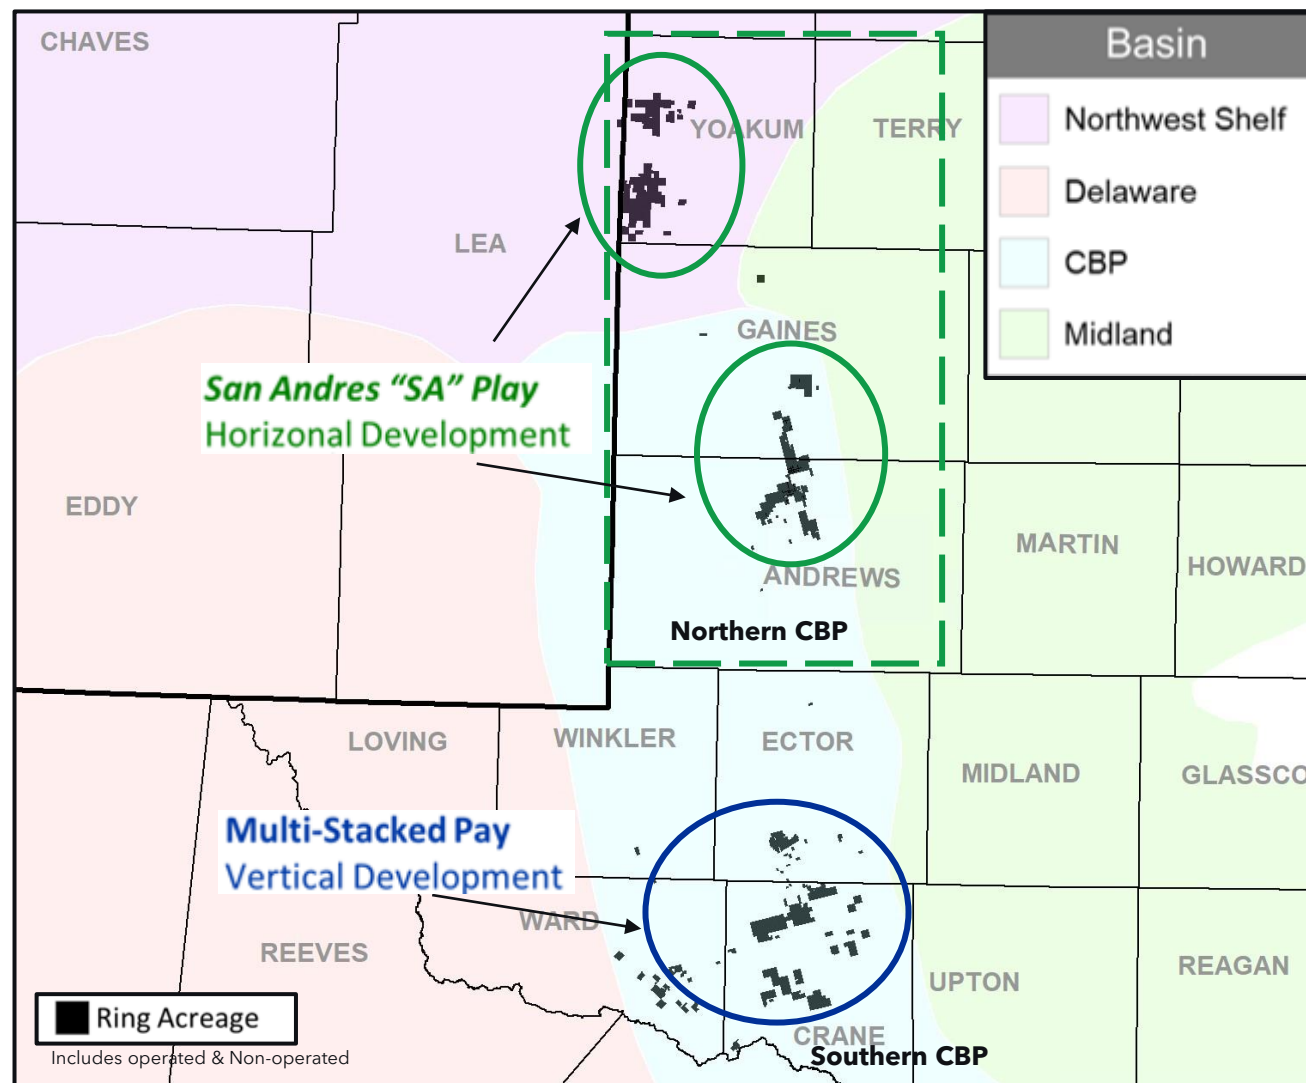 CHAVES
Basin
Northwest Shelf
Delaware
CBP
Midland
YOAKUM
TERRY
LEA
GAINES
San Andres “SA” Play
Horizonal Development
EDDY
MARTIN
HOWARD
ANDREWS
Northern CBP
LOVING
WINKLER
ECTOR
MIDLAND
GLASSCO
Multi-Stacked Pay
Vertical Development
WARD
REEVES
UPTON
REAGAN
Ring Acreage
Includes operated & Non-operated
CRANE
Southern CBP